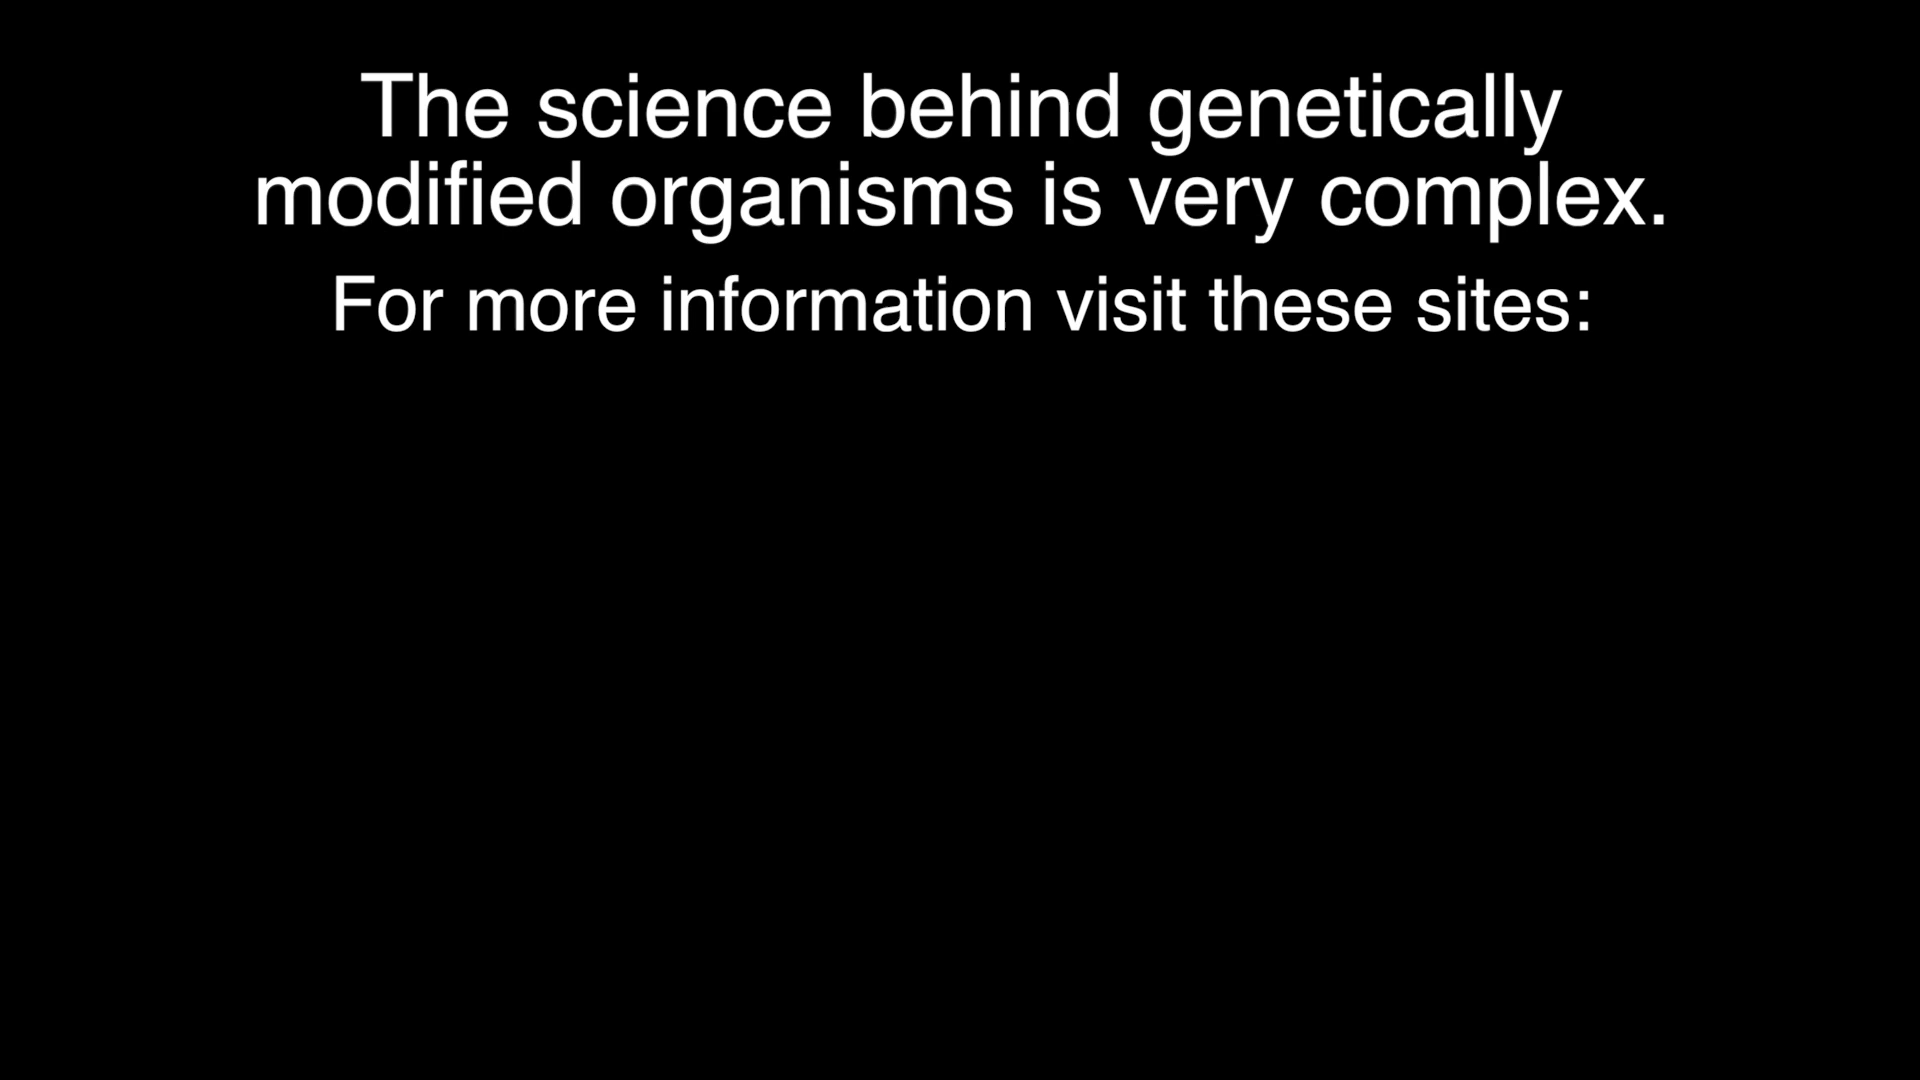 The science behind genetically
modified organisms is very complex.
For more information visit these sites: